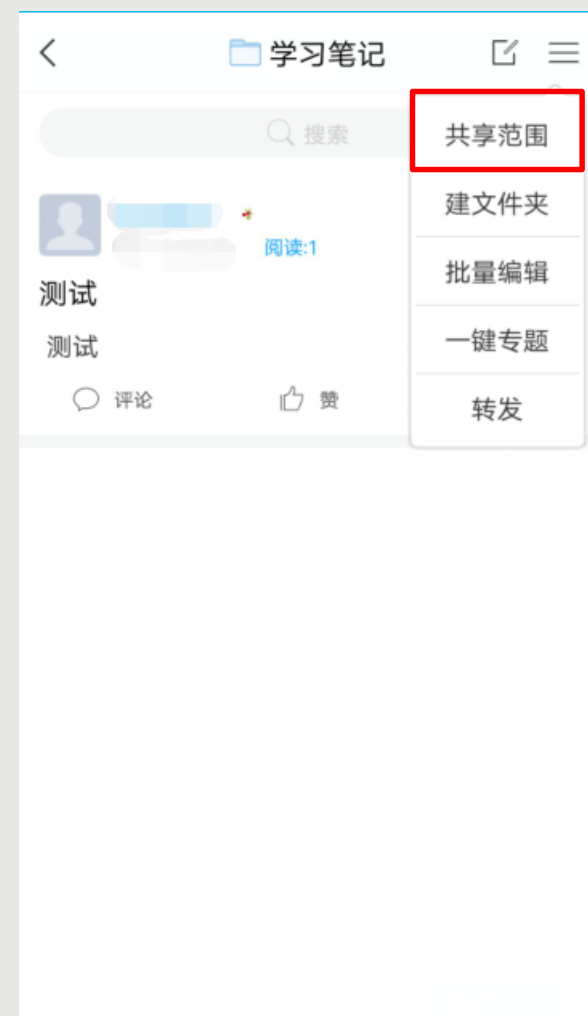 学习笔记
搜索
共享范围
建文件夹
批量编辑
一键专题
转发
阅读:1
测试
测试
评论
赞